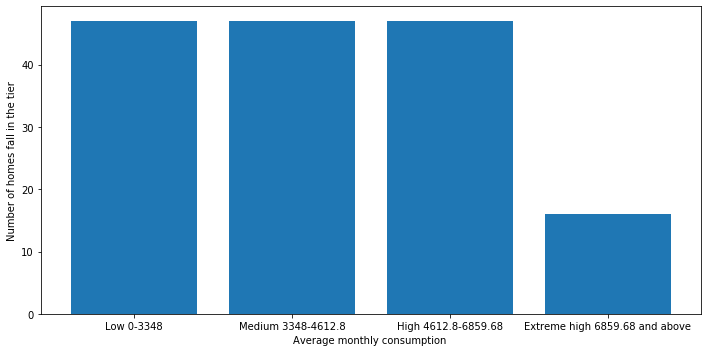 Number of homes fall in the tier
40
30
20
10
0
Low 0-3348
Medium 3348-4612.8
High 4612.8-6859.68
Extreme high 6859.68 and above
Average monthly consumption